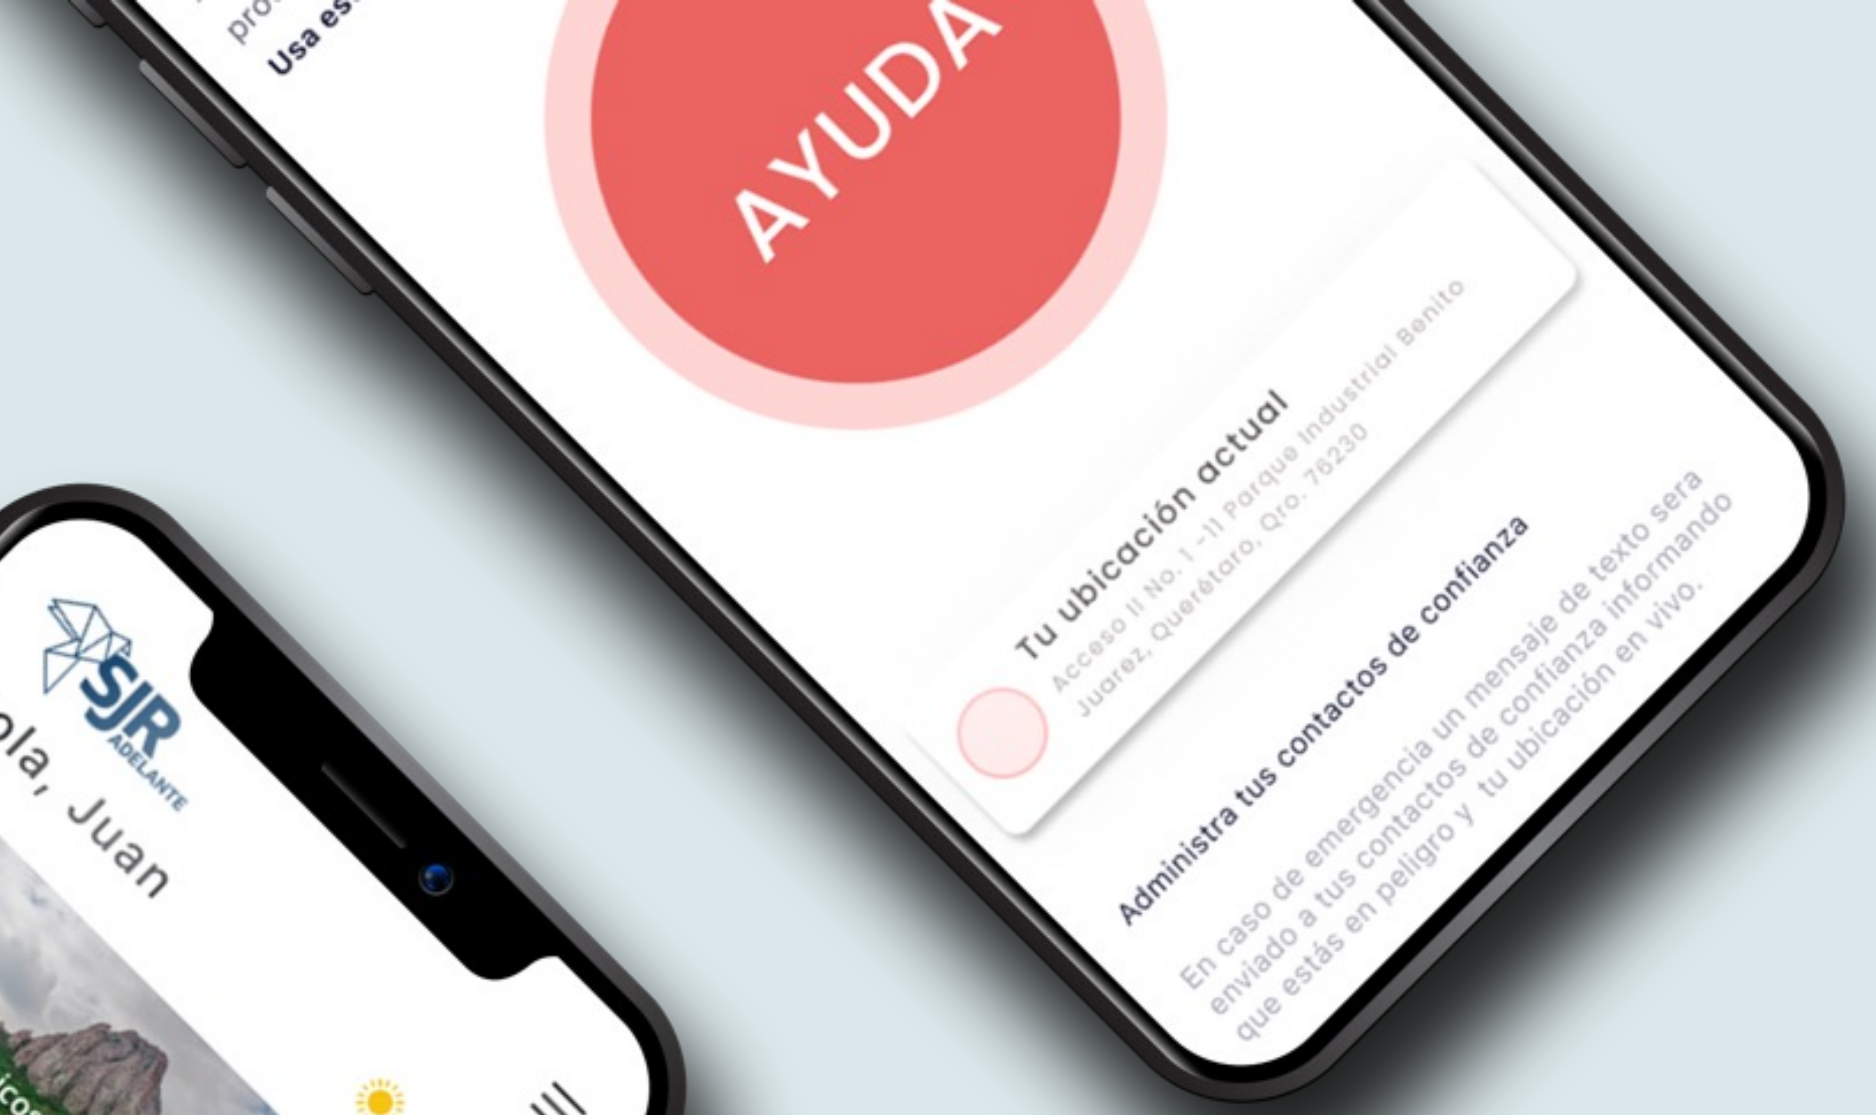 Usa
AYUDA
Tu ubicación actual
Acceso II No. 1 -11 Parque Industrial Benito
Juarez, Querétaro, Qro. 76230
Administra tus contactos de confianza
En caso de emergencia un mensaje de texto sera
enviado a tus contactos de confianza informando
que estás en peligro y tu ubicación en vivo.
SJR
ADELANTE
Juan